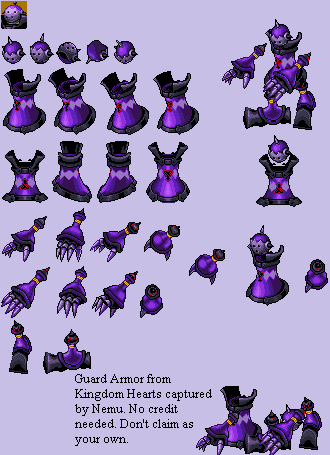 Guard Armor from
Kingdom Hearts captured
by Nemu. No credit
needed. Don't claim as
your own.